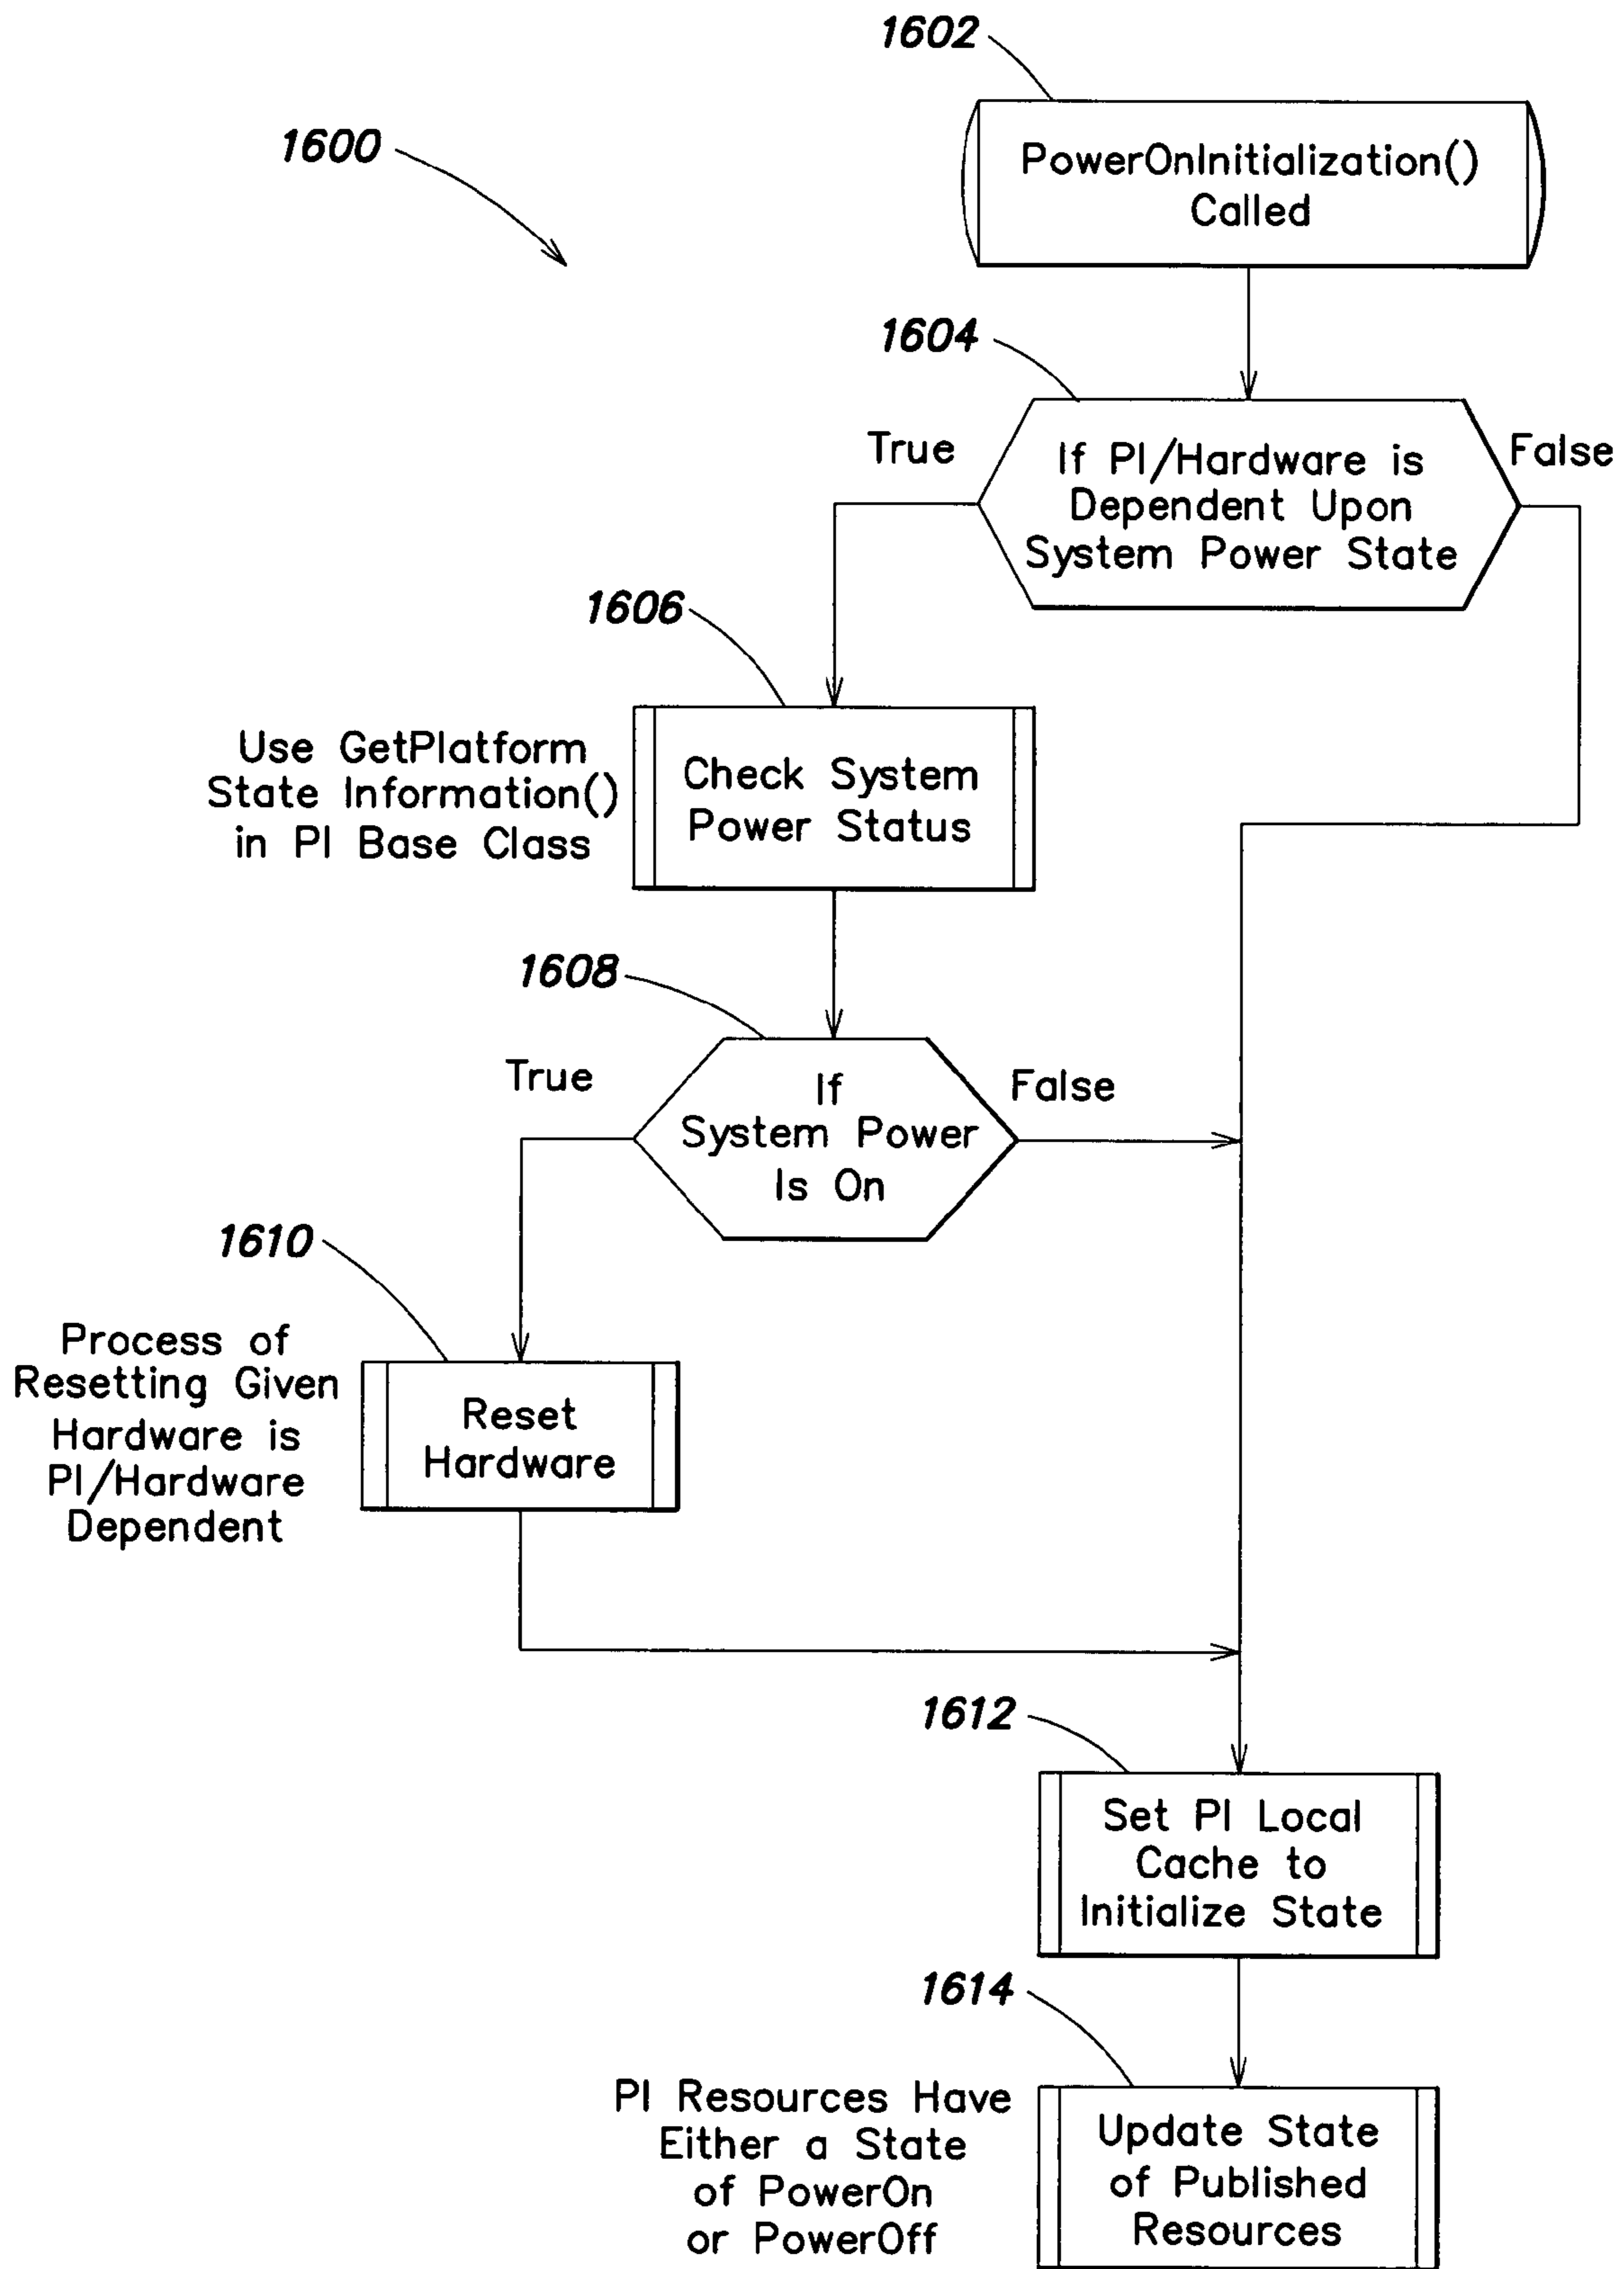 1602
1600
PowerOnInitialization()
Called
1604
True
False
If PI/Hardware is
Dependent Upon
System Power State
1606
Use GetPlatform
State Information()
in PI Base Class
Check System
Power Status
1608
True
False
If
System Power
Is On
1610
Process of
Resetting Given
Hardware is
PI/Hardware
Dependent
Reset
Hardware
1612
Set PI Local
Cache to
Initialize State
1614
PI Resources Have
Either a State
of PowerOn
or PowerOff
Update State
of Published
Resources